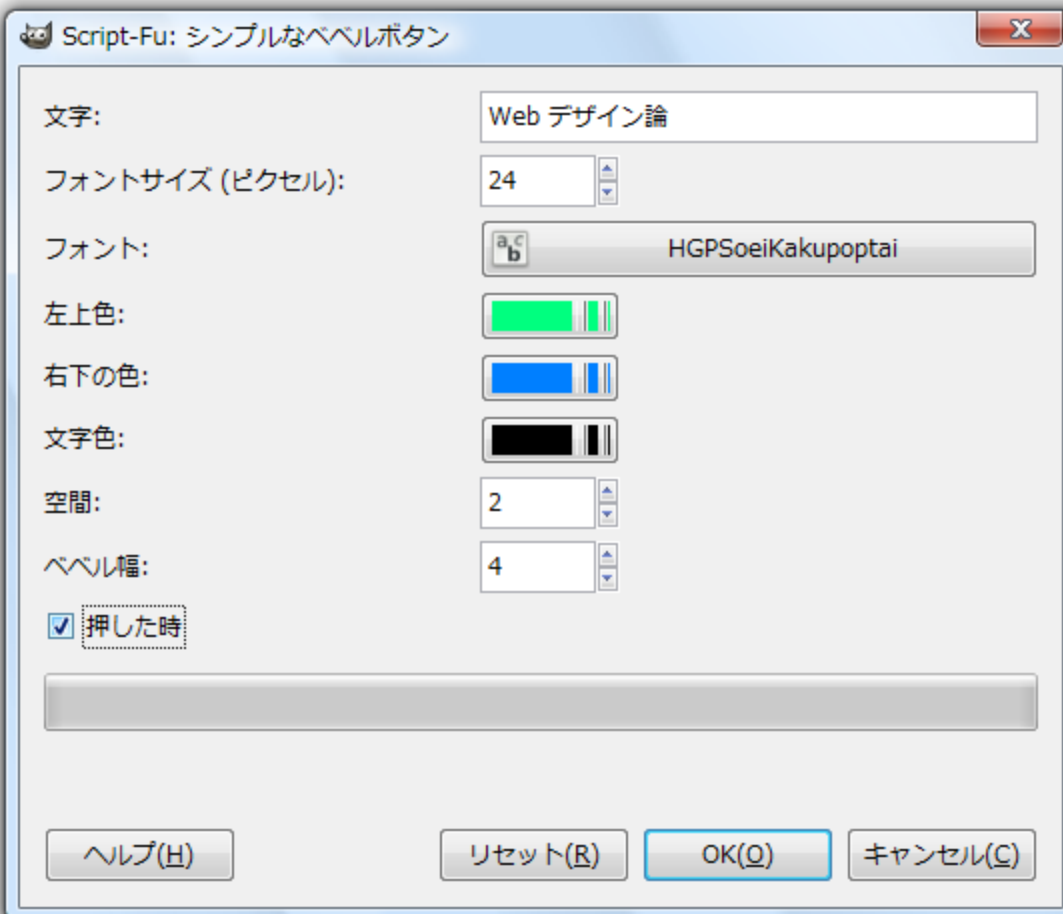 Script-Fu: シンプルなベベルボタン
文字: Web デザイン論
フォントサイズ (ピクセル): 24
フォント: abc HGPSoeiKakupoptai
左上色:
右下の色:
文字色:
空間: 2
ベベル幅: 4
押した時
ヘルプ(H) リセット(R) OK(O) キャンセル(C)